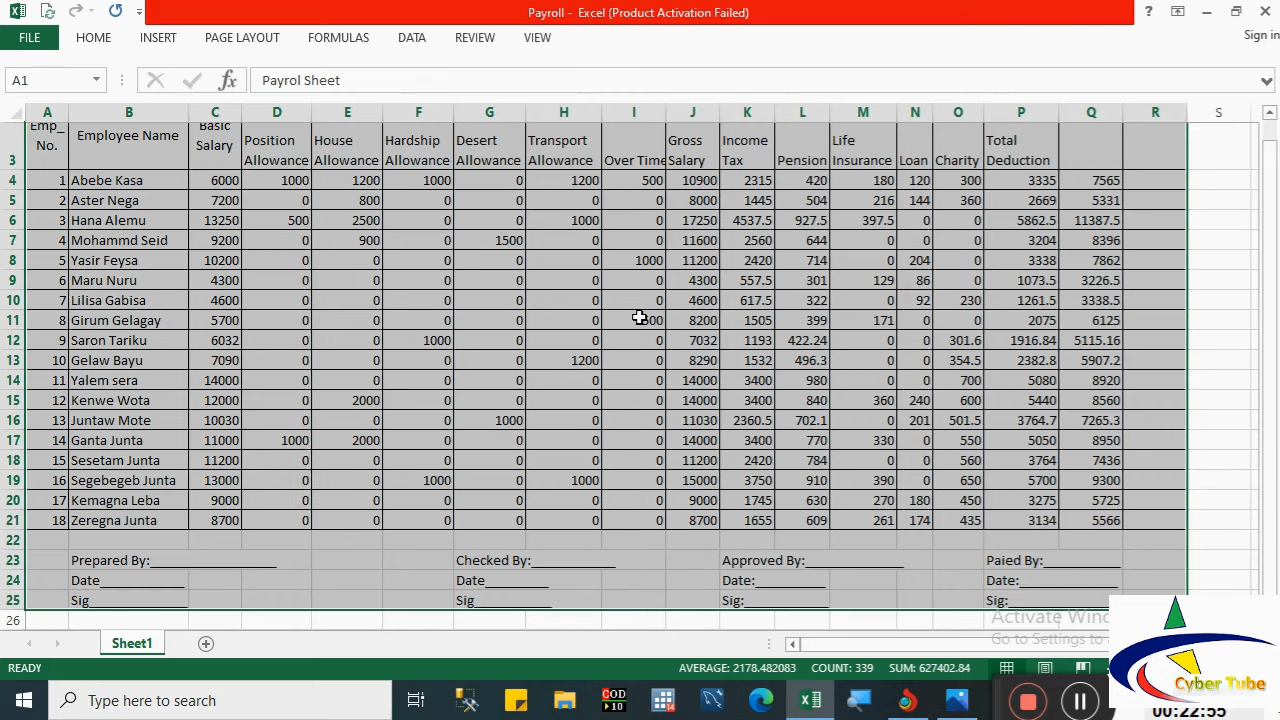 Payroll - Excel (Product Activation Failed)
? Sign in
FILE HOME INSERT PAGE LAYOUT FORMULAS DATA REVIEW VIEW
A1 fx Payrol Sheet
A B C D E F G H I J K L M N O P Q R S
Emp_ Basic
No. Employee Name Salary Position House Hardship Desert Transport Gross Income Life Total
3 Allowance Allowance Allowance Allowance Allowance Over Time Salary Tax Pension Insurance Loan Charity Deduction
4 1 Abebe Kasa 6000 1000 1200 1000 0 1200 500 10900 2315 420 180 120 300 3335 7565
5 2 Aster Nega 7200 0 800 0 0 0 0 8000 1445 504 216 144 360 2669 5331
6 3 Hana Alemu 13250 500 2500 0 0 1000 0 17250 4537.5 927.5 397.5 0 0 5862.5 11387.5
7 4 Mohammd Seid 9200 0 900 0 1500 0 0 11600 2560 644 0 0 0 3204 8396
8 5 Yasir Feysa 10200 0 0 0 0 0 1000 11200 2420 714 0 204 0 3338 7862
9 6 Maru Nuru 4300 0 0 0 0 0 0 4300 557.5 301 129 86 0 1073.5 3226.5
10 7 Lilisa Gabisa 4600 0 0 0 0 0 0 4600 617.5 322 0 92 230 1261.5 3338.5
11 8 Girum Gelagay 5700 0 0 0 0 0 8200 1505 399 171 0 0 2075 6125
12 9 Saron Tariku 6032 0 0 1000 0 0 0 7032 1193 422.24 0 0 301.6 1916.84 5115.16
13 10 Gelaw Bayu 7090 0 0 0 0 1200 0 8290 1532 496.3 0 0 354.5 2382.8 5907.2
14 11 Yalem sera 14000 0 0 0 0 0 0 14000 3400 980 0 0 700 5080 8920
15 12 Kenwe Wota 12000 0 2000 0 0 0 0 14000 3400 840 360 240 600 5440 8560
16 13 Juntaw Mote 10030 0 0 0 1000 0 0 11030 2360.5 702.1 0 201 501.5 3764.7 7265.3
17 14 Ganta Junta 11000 1000 2000 0 0 0 0 14000 3400 770 330 0 550 5050 8950
18 15 Sesetam Junta 11200 0 0 0 0 0 0 11200 2420 784 0 0 560 3764 7436
19 16 Segebegeb Junta 13000 0 0 1000 0 1000 0 15000 3750 910 390 0 650 5700 9300
20 17 Kemagna Leba 9000 0 0 0 0 0 0 9000 1745 630 270 180 450 3275 5725
21 18 Zeregna Junta 8700 0 0 0 0 0 0 8700 1655 609 261 174 435 3134 5566
22
23 Prepared By:________________ Checked By:___________ Approved By:_____________ Paied By:__________
24 Date___________ Date___________ Date:_________ Date:____________
25 Sig_____________ Sig__________ Sig:___________ Sig:____________
26
Activate Win
Go to Settings to
Sheet1
READY AVERAGE: 2178.482083 COUNT: 339 SUM: 627402.84
Type here to search
COD
10
Cyber Tube
00:22:55